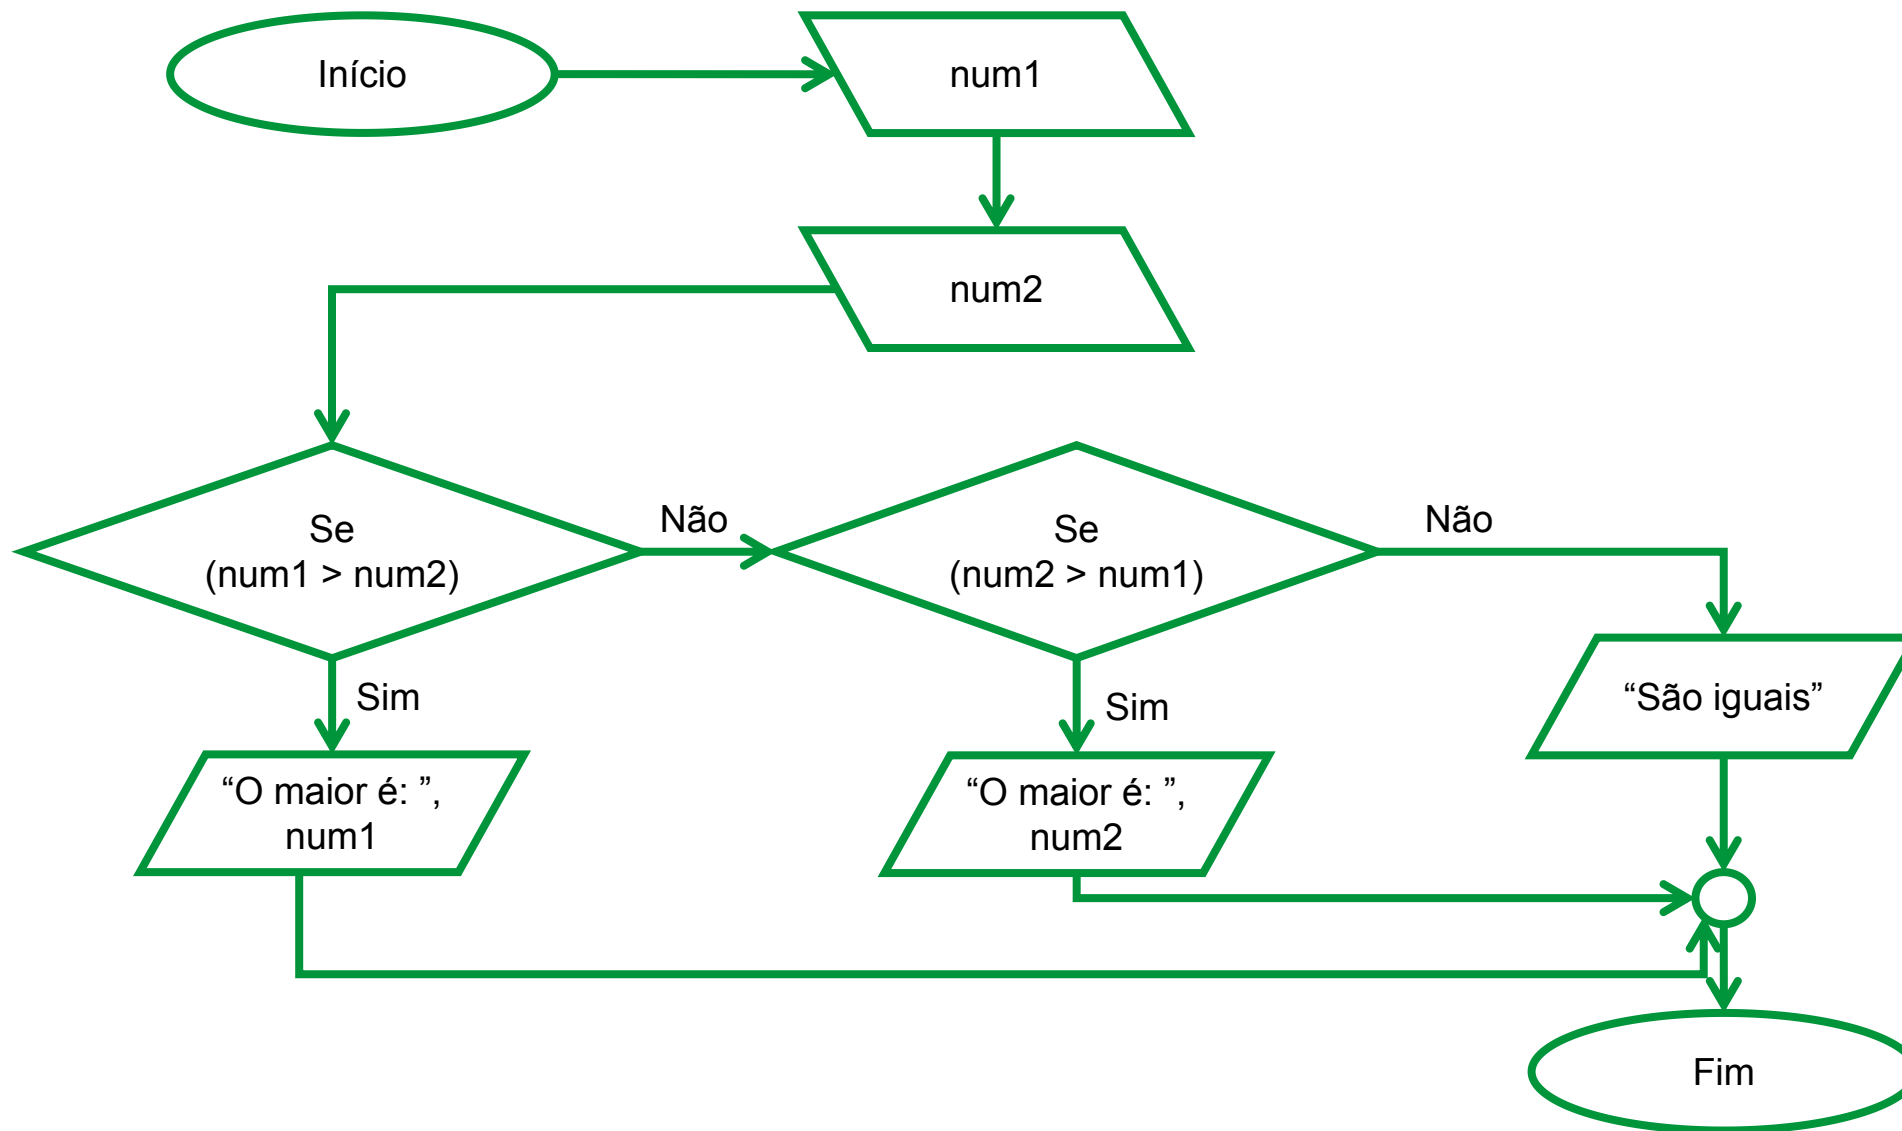 Início
num1
num2
Se
(num1 > num2)
Não
Se
(num2 > num1)
Não
Sim
Sim
“São iguais”
“O maior é: ”,
num1
“O maior é: ”,
num2
Fim